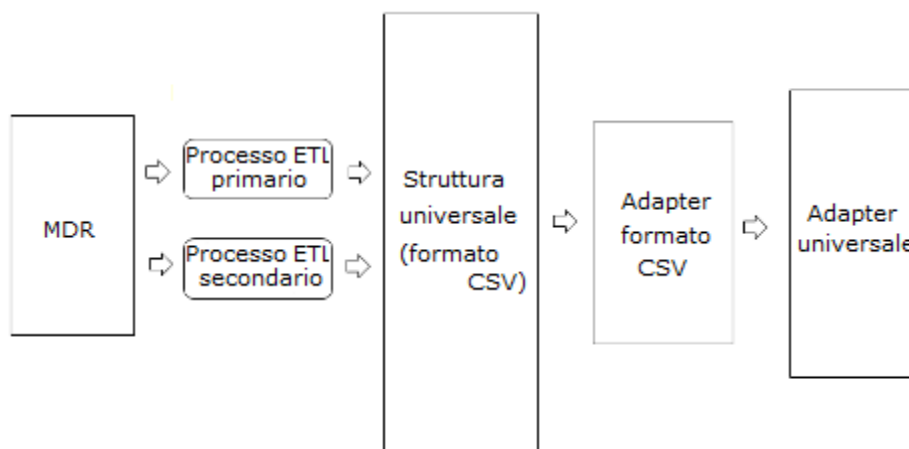 MDR
Processo ETL
primario
Processo ETL
secondario
Struttura
universale
(formato
CSV)
Adapter
formato
CSV
Adapter
universale